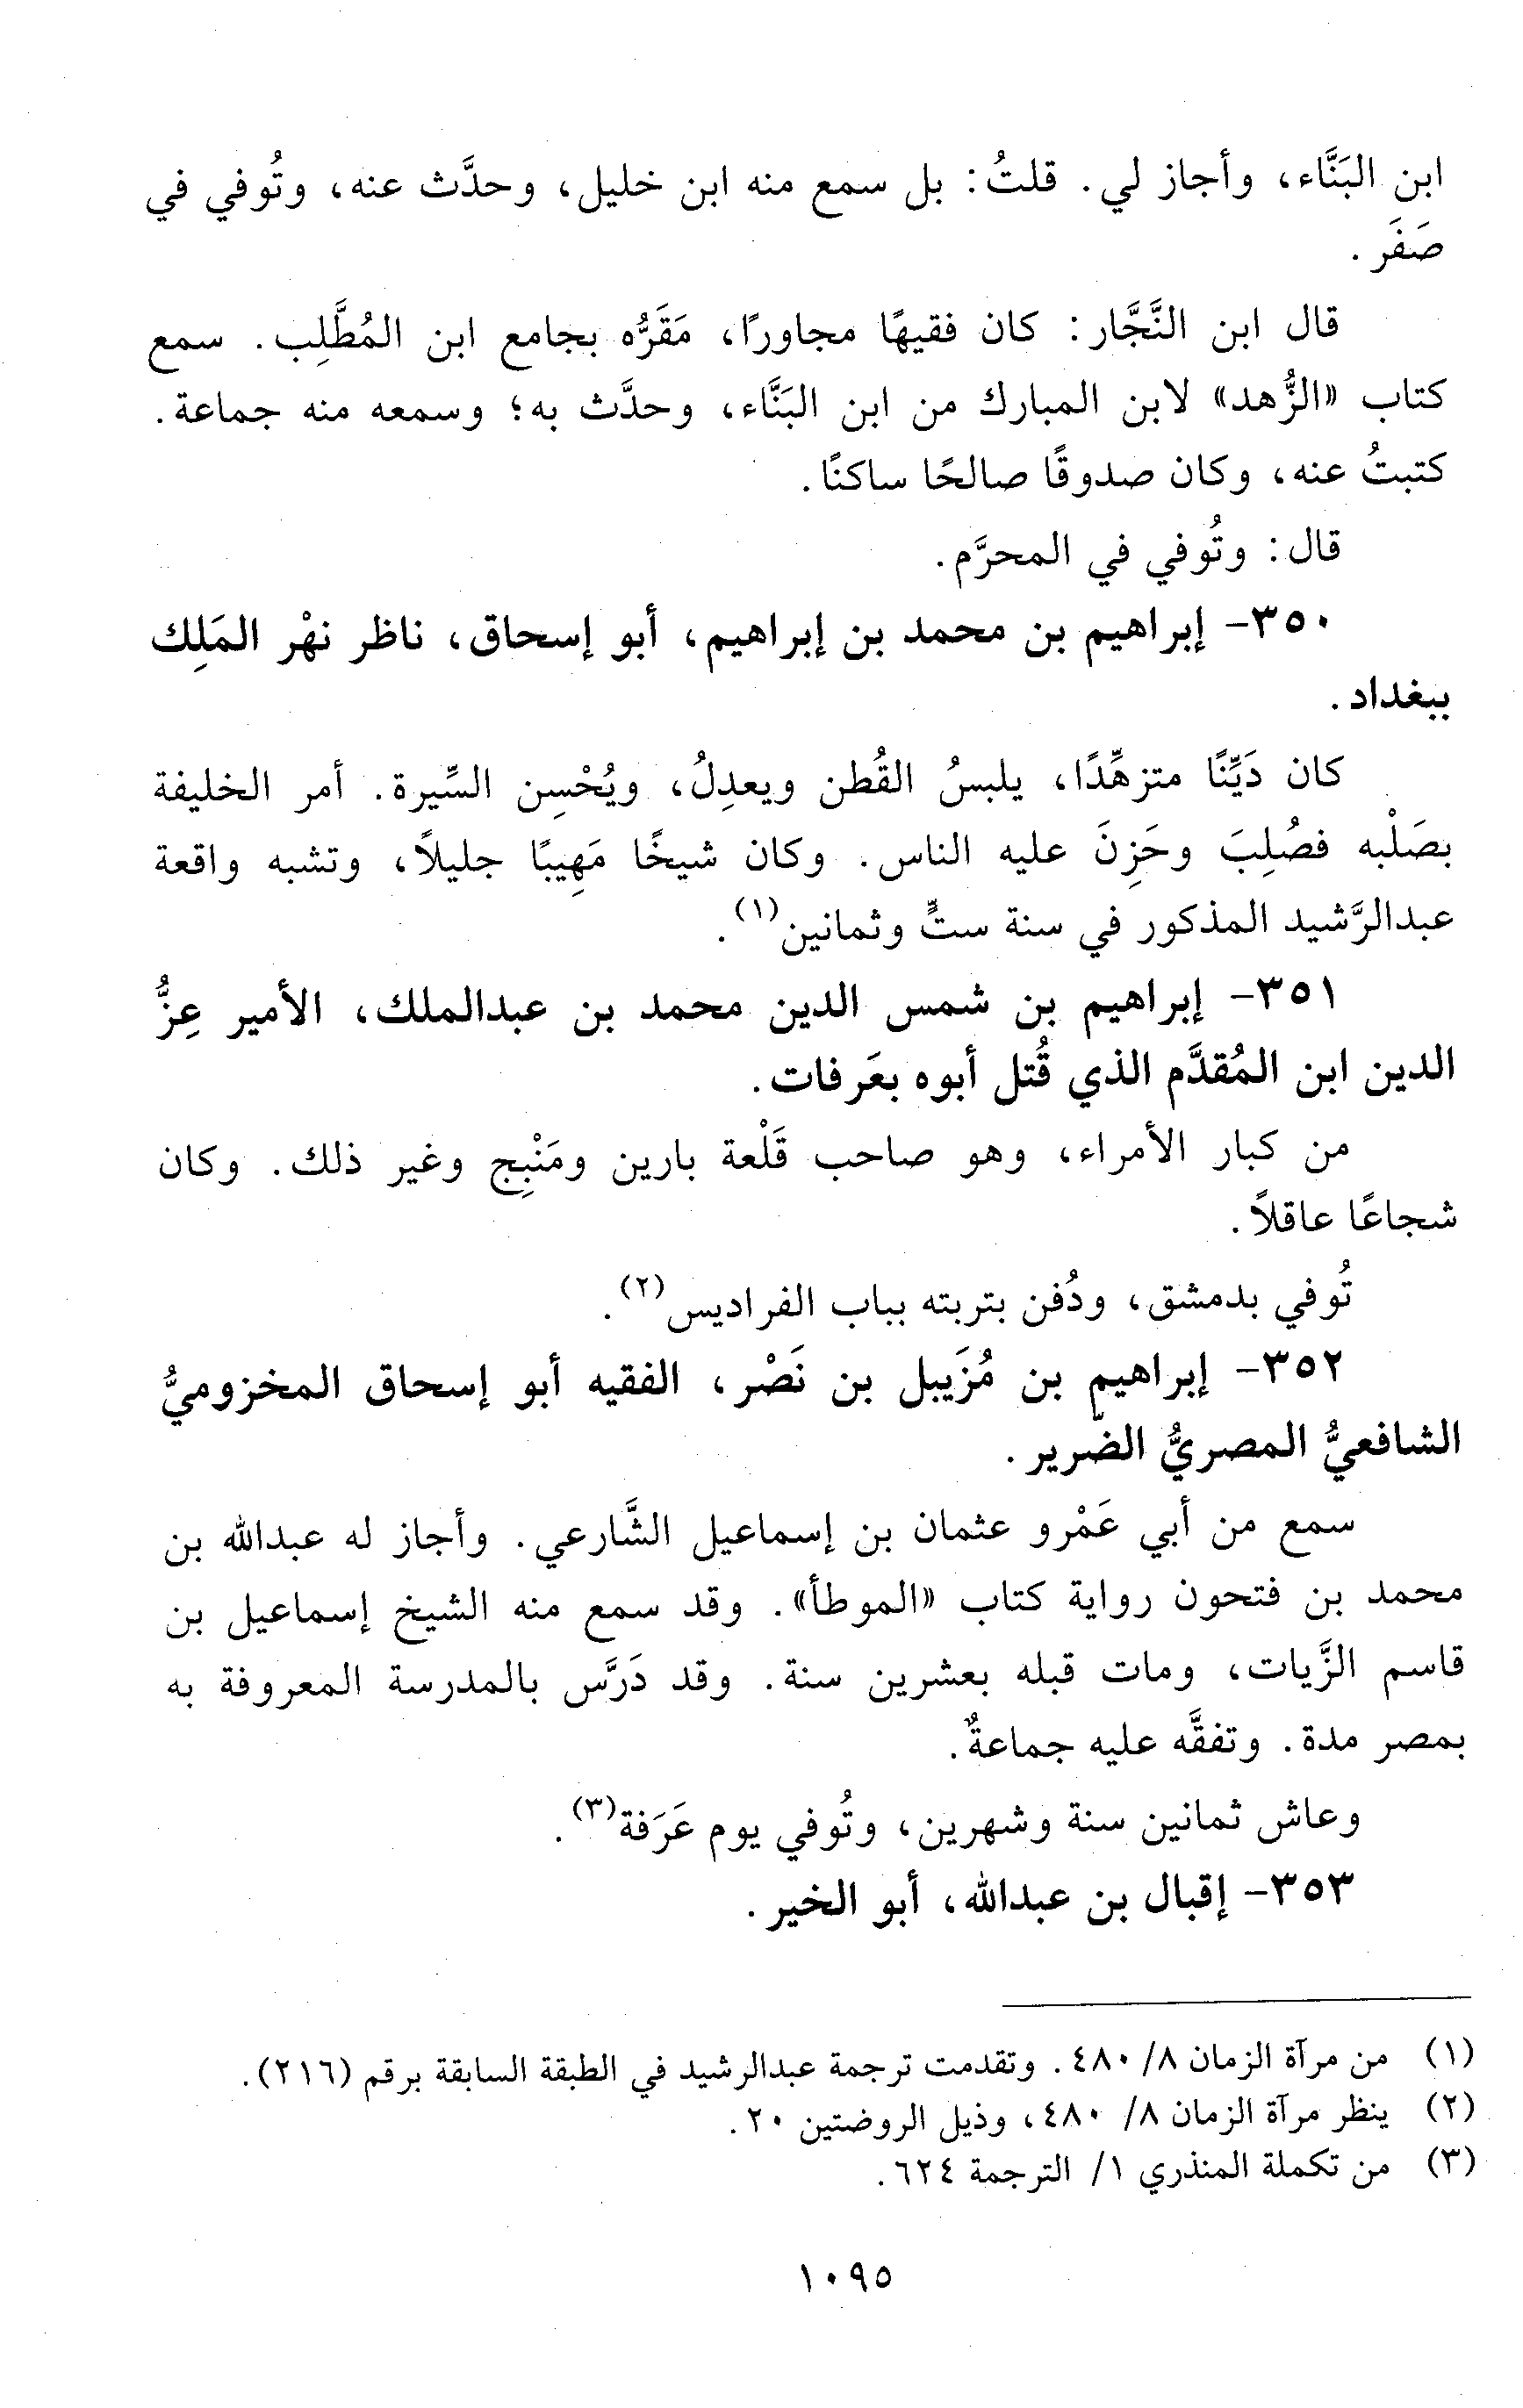 ابن البَنَّاء، وأجاز لي. قلتُ: بل سمع منه ابن خليل، وحدَّث عنه، وتُوفي في
صَفَر.
قال ابن النَّجَّار: كان فقيهًا مجاورًا، مَقَرُّه بجامع ابن المُطَّلِب. سمع
كتاب «الزُّهد» لابن المبارك من ابن البَنَّاء، وحدَّث به؛ وسمعه منه جماعة.
كتبتُ عنه، وكان صدوقًا صالحًا ساكنًا.
قال: وتُوفي في المحرَّم.
٣٥٠- إبراهيم بن محمد بن إبراهيم، أبو إسحاق، ناظر نهْر المَلِك
ببغداد.
كان دَيِّنًا متزهِّدًا، يلبسُ القُطن ويعدِلُ، ويُحْسِن السِّيرة. أمر الخليفة
بصَلْبه فصُلِبَ وحَزِنَ عليه الناس. وكان شيخًا مَهِيبًا جليلاً، وتشبه واقعة
عبدالرَّشيد المذكور في سنة ستٍّ وثمانين(١).
٣٥١- إبراهيم بن شمس الدين محمد بن عبدالملك، الأمير عِزُّ
الدين ابن المُقدَّم الذي قُتل أبوه بعَرفات.
من كبار الأمراء، وهو صاحب قَلْعة بارين ومَنْبِج وغير ذلك. وكان
شجاعًا عاقلاً.
تُوفي بدمشق، ودُفن بتربته بباب الفراديس(٢).
٣٥٢- إبراهيم بن مُزَيبل بن نَصْر، الفقيه أبو إسحاق المخزوميُّ
الشافعيُّ المصريُّ الضّرير.
سمع من أبي عَمْرو عثمان بن إسماعيل الشَّارعي. وأجاز له عبدالله بن
محمد بن فتحون رواية كتاب «الموطأ». وقد سمع منه الشيخ إسماعيل بن
قاسم الزَّيات، ومات قبله بعشرين سنة. وقد دَرَّس بالمدرسة المعروفة به
بمصر مدة. وتفقَّه عليه جماعةٌ.
وعاش ثمانين سنة وشهرين، وتُوفي يوم عَرَفة(٣).
٣٥٣- إقبال بن عبدالله، أبو الخير.
(١) من مرآة الزمان ٨/ ٤٨٠. وتقدمت ترجمة عبدالرشيد في الطبقة السابقة برقم (٢١٦).
(٢) ينظر مرآة الزمان ٨/ ٤٨٠، وذيل الروضتين ٢٠.
(٣) من تكملة المنذري ١/ الترجمة ٦٢٤.
١٠٩٥